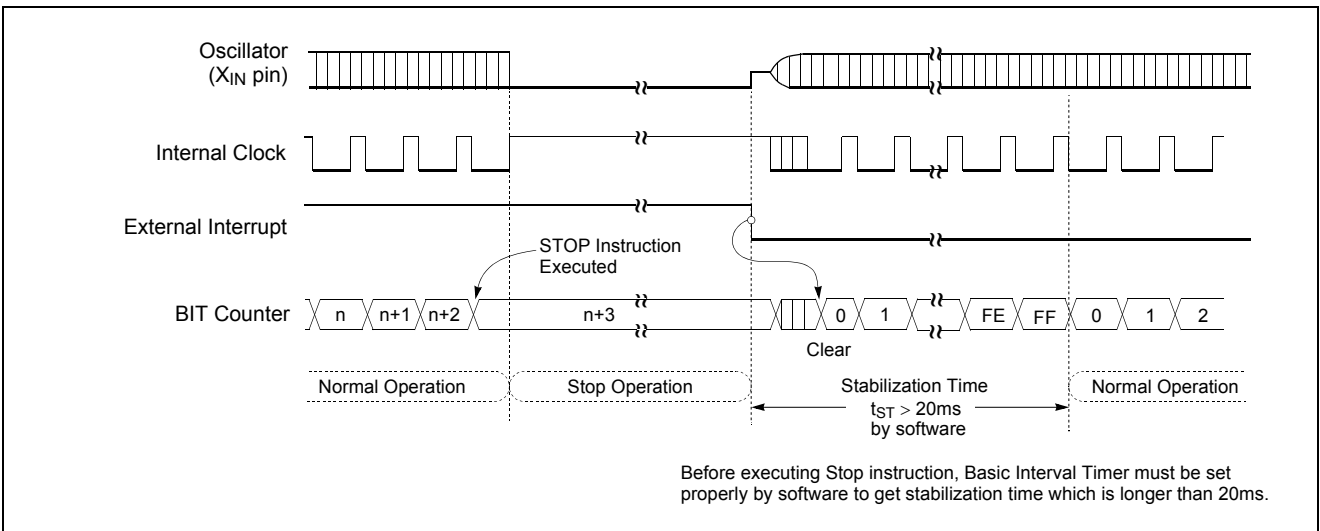 Oscillator
(XIN pin)
Internal Clock
External Interrupt
STOP Instruction
Executed
BIT Counter
n n+1 n+2 n+3 0 1 FE FF 0 1 2
Clear
Normal Operation Stop Operation Stabilization Time Normal Operation
tST > 20ms
by software
Before executing Stop instruction, Basic Interval Timer must be set
properly by software to get stabilization time which is longer than 20ms.